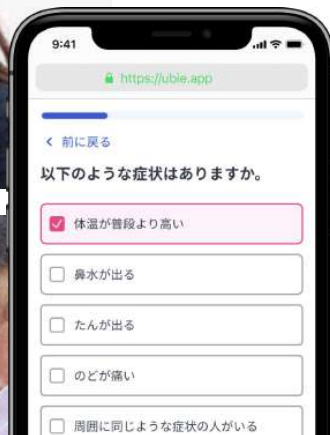 9:41
https://ubie.app
前に戻る
以下のような症状はありますか。
体温が普段より高い
鼻水が出る
たんが出る
のどが痛い
周囲に同じような症状の人がいる